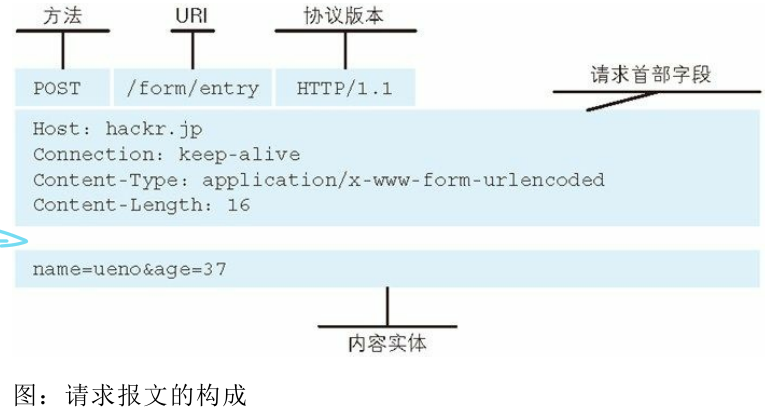 方法 URI 协议版本
请求首部字段
POST /form/entry HTTP/1.1
Host: hackr.jp
Connection: keep-alive
Content-Type: application/x-www-form-urlencoded
Content-Length: 16
name=ueno&age=37
内容实体
图：请求报文的构成